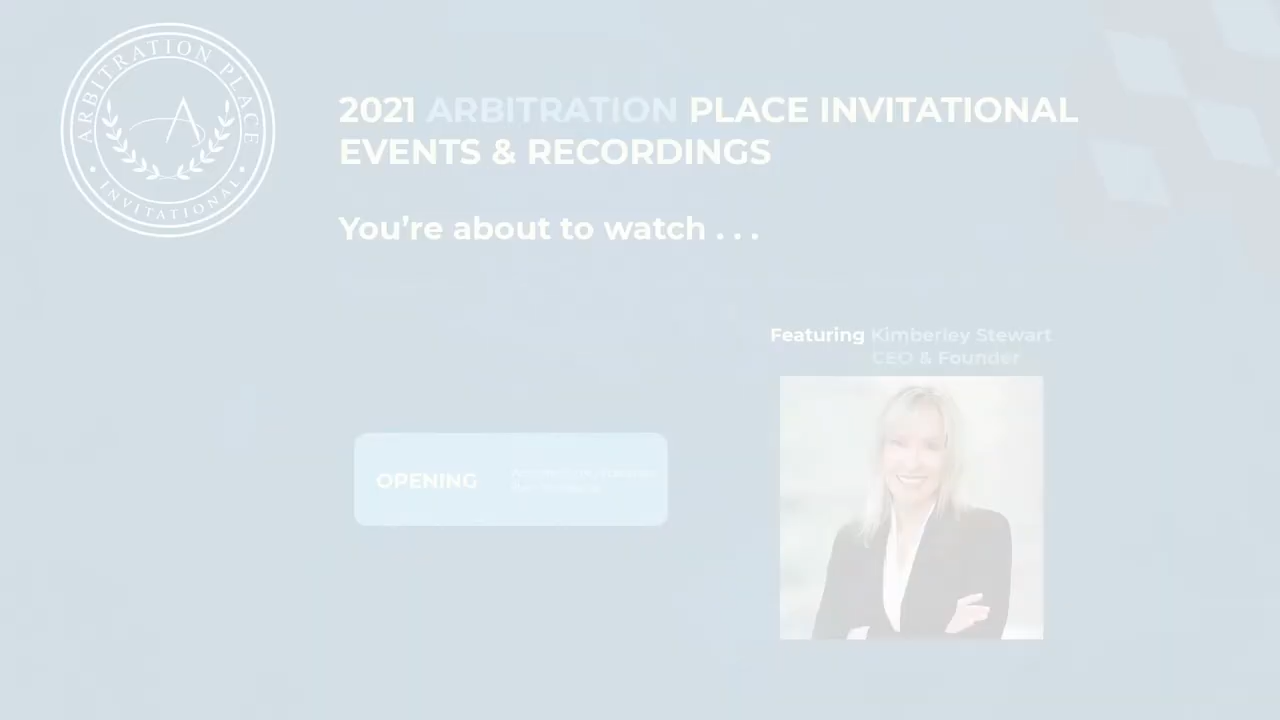 ARBITRATION PLACE
INVITATIONAL
2021 ARBITRATION PLACE INVITATIONAL
EVENTS & RECORDINGS
You’re about to watch . . .
Featuring Kimberley Stewart
CEO & Founder
OPENING